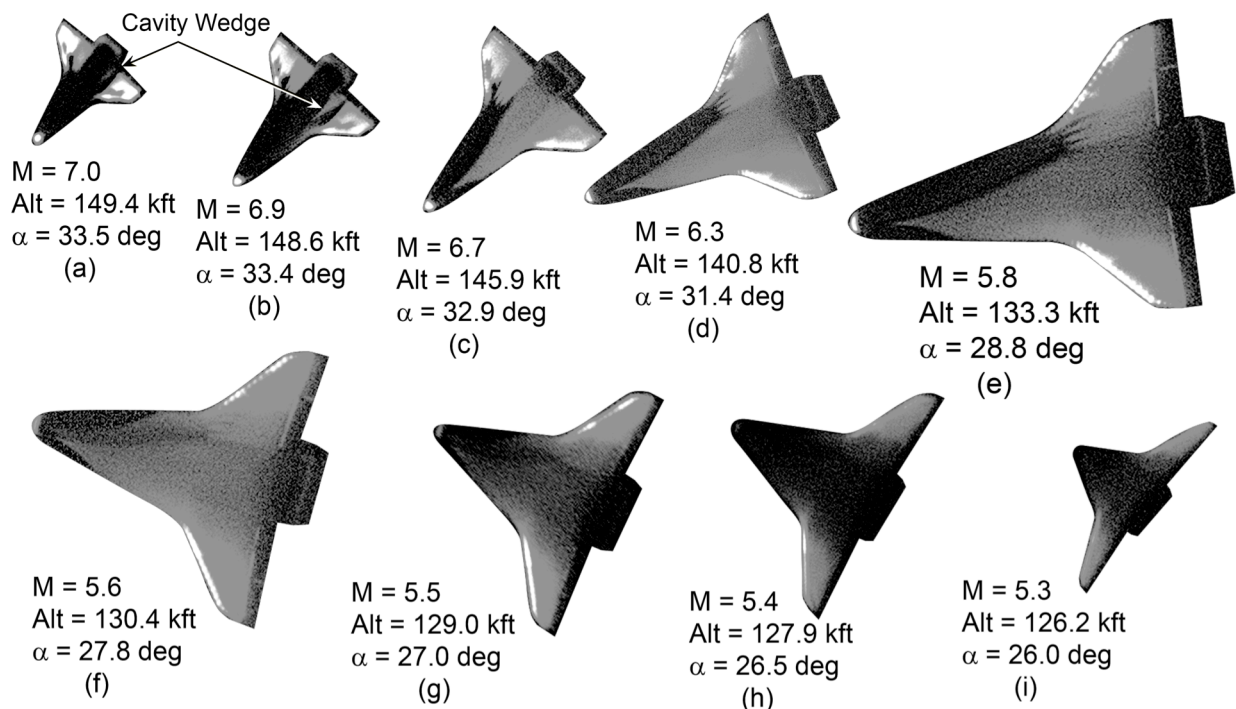 Cavity Wedge
M = 7.0
Alt = 149.4 kft
α = 33.5 deg
(a)
M = 6.9
Alt = 148.6 kft
α = 33.4 deg
(b)
M = 6.7
Alt = 145.9 kft
α = 32.9 deg
(c)
M = 6.3
Alt = 140.8 kft
α = 31.4 deg
(d)
M = 5.8
Alt = 133.3 kft
α = 28.8 deg
(e)
M = 5.6
Alt = 130.4 kft
α = 27.8 deg
(f)
M = 5.5
Alt = 129.0 kft
α = 27.0 deg
(g)
M = 5.4
Alt = 127.9 kft
α = 26.5 deg
(h)
M = 5.3
Alt = 126.2 kft
α = 26.0 deg
(i)